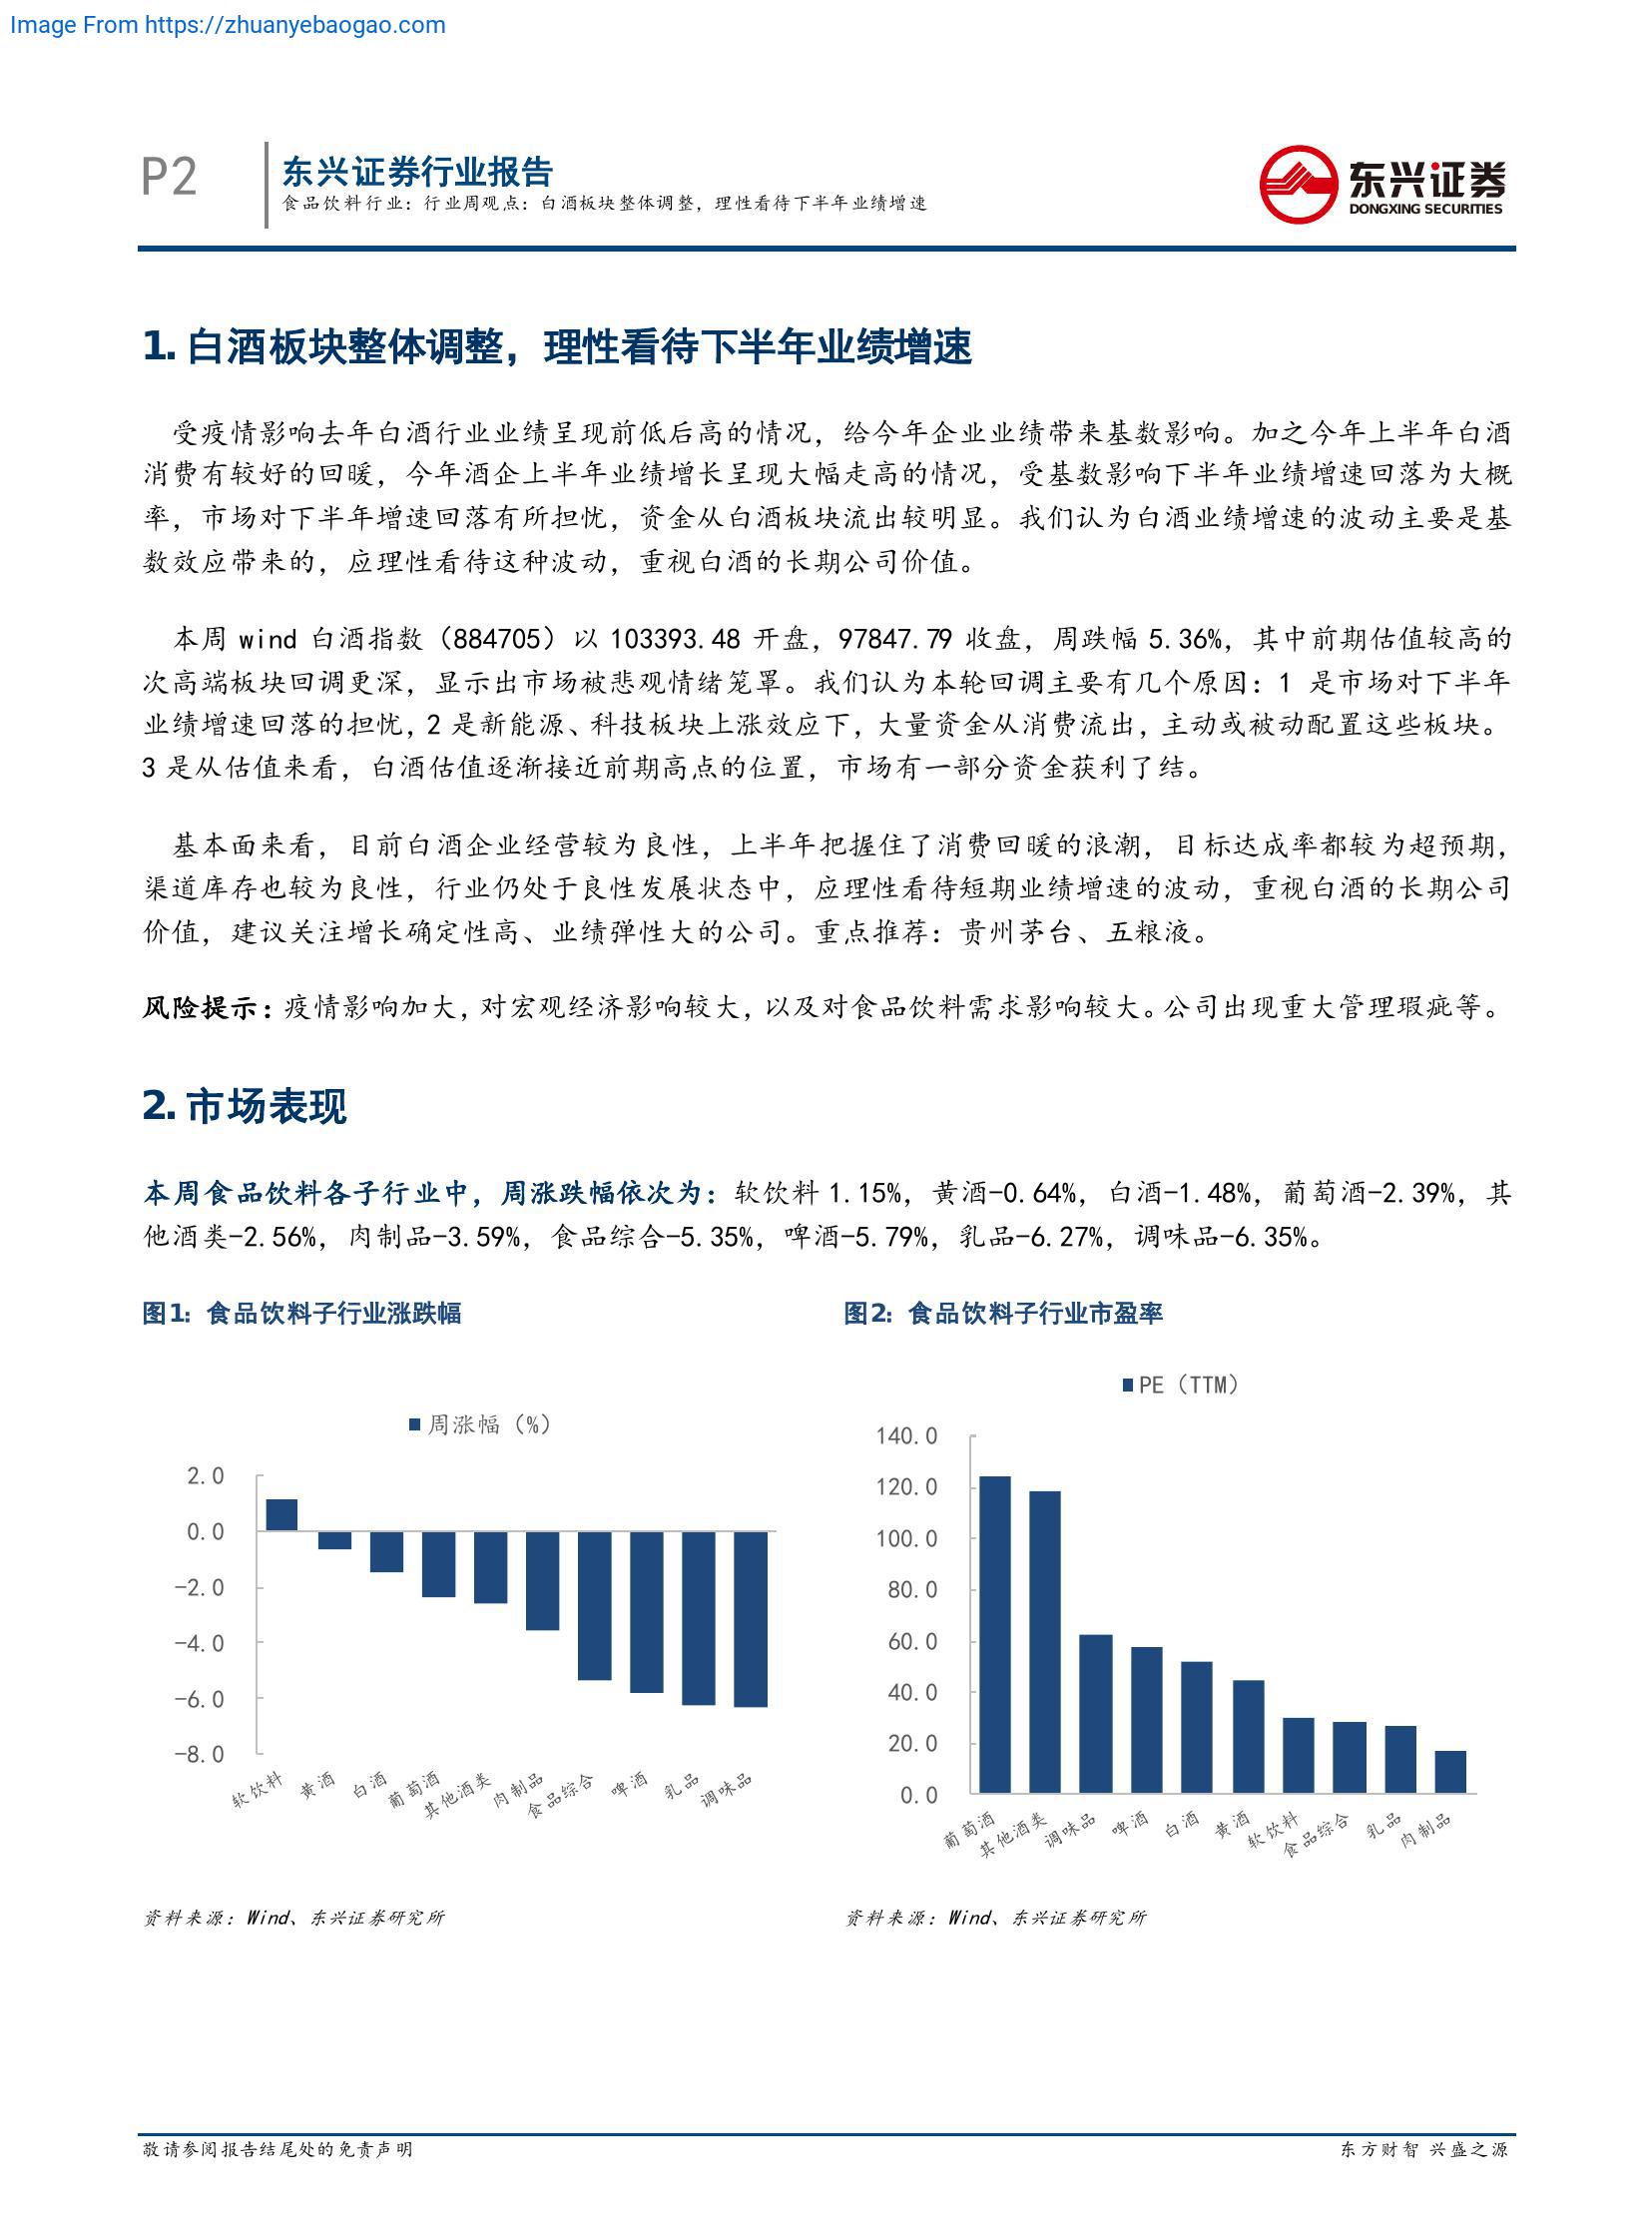 Image From https://zhuanyebaogao.com
P2
东兴证券行业报告
食品饮料行业：行业周观点：白酒板块整体调整，理性看待下半年业绩增速
东兴证券
DONGXING SECURITIES
1. 白酒板块整体调整，理性看待下半年业绩增速
受疫情影响去年白酒行业业绩呈现前低后高的情况，给今年企业业绩带来基数影响。加之今年上半年白酒
消费有较好的回暖，今年酒企上半年业绩增长呈现大幅走高的情况，受基数影响下半年业绩增速回落为大概
率，市场对下半年增速回落有所担忧，资金从白酒板块流出较明显。我们认为白酒业绩增速的波动主要是基
数效应带来的，应理性看待这种波动，重视白酒的长期公司价值。
本周 wind 白酒指数（884705）以 103393.48 开盘，97847.79 收盘，周跌幅 5.36%，其中前期估值较高的
次高端板块回调更深，显示出市场被悲观情绪笼罩。我们认为本轮回调主要有几个原因：1 是市场对下半年
业绩增速回落的担忧，2 是新能源、科技板块上涨效应下，大量资金从消费流出，主动或被动配置这些板块。
3 是从估值来看，白酒估值逐渐接近前期高点的位置，市场有一部分资金获利了结。
基本面来看，目前白酒企业经营较为良性，上半年把握住了消费回暖的浪潮，目标达成率都较为超预期，
渠道库存也较为良性，行业仍处于良性发展状态中，应理性看待短期业绩增速的波动，重视白酒的长期公司
价值，建议关注增长确定性高、业绩弹性大的公司。重点推荐：贵州茅台、五粮液。
风险提示：疫情影响加大，对宏观经济影响较大，以及对食品饮料需求影响较大。公司出现重大管理瑕疵等。
2. 市场表现
本周食品饮料各子行业中，周涨跌幅依次为：软饮料 1.15%，黄酒-0.64%，白酒-1.48%，葡萄酒-2.39%，其
他酒类-2.56%，肉制品-3.59%，食品综合-5.35%，啤酒-5.79%，乳品-6.27%，调味品-6.35%。
图1：食品饮料子行业涨跌幅
周涨幅（%）
2.0
0.0
-2.0
-4.0
-6.0
-8.0
软饮料
黄酒
白酒
葡萄酒
其他酒类
肉制品
食品综合
啤酒
乳品
调味品
资料来源：Wind、东兴证券研究所
图2：食品饮料子行业市盈率
PE（TTM）
140.0
120.0
100.0
80.0
60.0
40.0
20.0
0.0
葡萄酒
其他酒类
调味品
啤酒
白酒
黄酒
软饮料
食品综合
乳品
肉制品
资料来源：Wind、东兴证券研究所
敬请参阅报告结尾处的免责声明
东方财智 兴盛之源